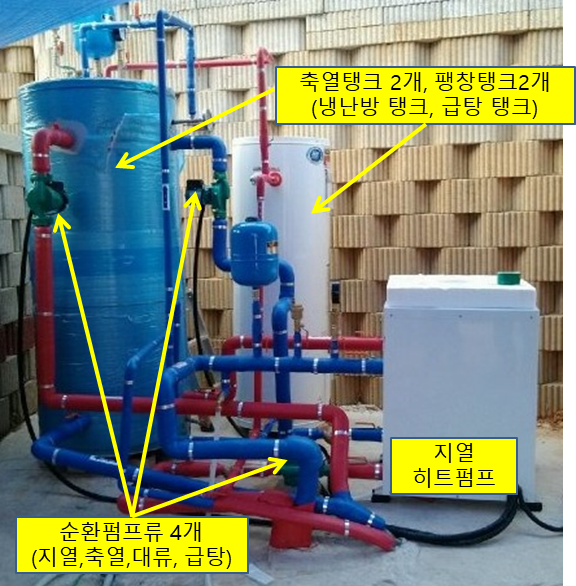 축열탱크 2개, 팽창탱크2개
(냉난방 탱크, 급탕 탱크)
지열
히트펌프
순환펌프류 4개
(지열,축열,대류, 급탕)